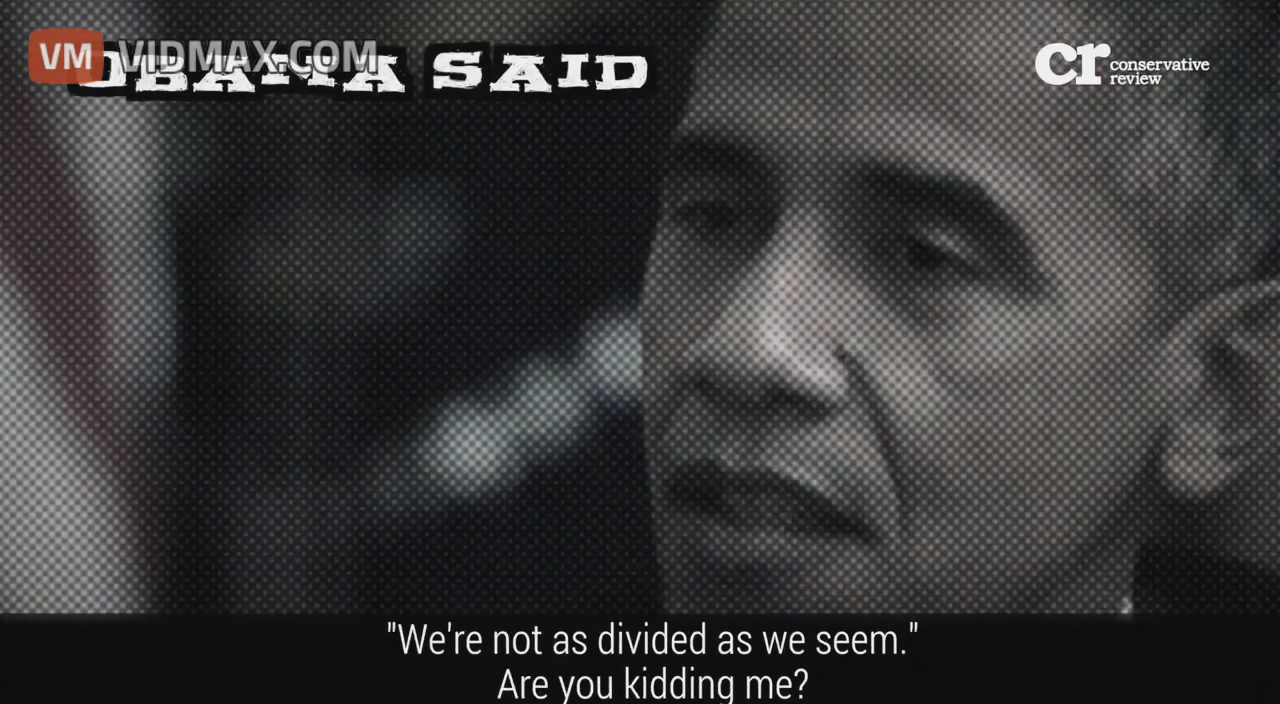 VM VIDMAX.COM
OBAMA SAID
cr conservative
review
"We're not as divided as we seem."
Are you kidding me?